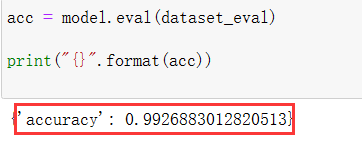 acc = model.eval(dataset_eval)
print("{}".format(acc))
{'accuracy': 0.9926883012820513}